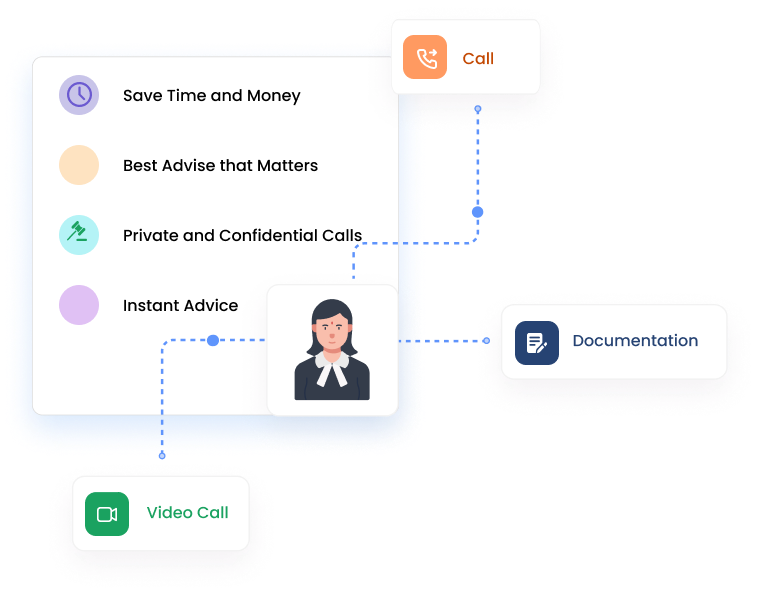 Call
Save Time and Money
Best Advise that Matters
Private and Confidential Calls
Instant Advice
Documentation
Video Call